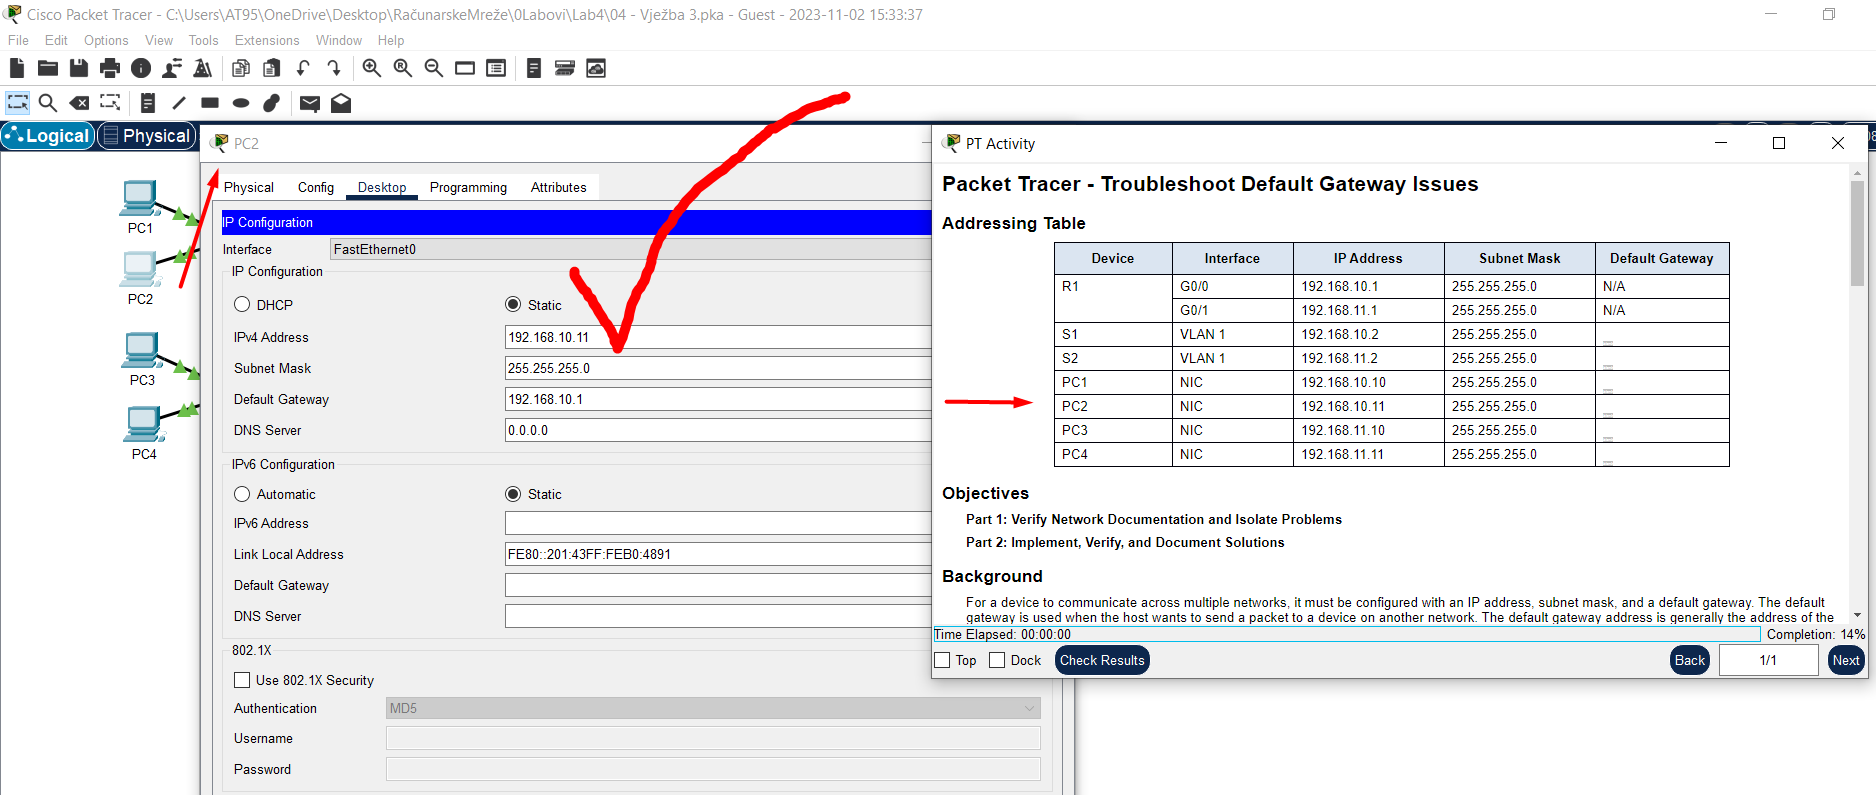 Cisco Packet Tracer - C:\Users\AT95\OneDrive\Desktop\RačunarskeMreže\0Labovi\Lab4\04 - Vježba 3.pka - Guest - 2023-11-02 15:33:37
File Edit Options View Tools Extensions Window Help
Logical Physical
PC1
PC2
PC3
PC4
PC2
Physical Config Desktop Programming Attributes
IP Configuration
Interface FastEthernet0
IP Configuration
DHCP Static
IPv4 Address 192.168.10.11
Subnet Mask 255.255.255.0
Default Gateway 192.168.10.1
DNS Server 0.0.0.0
IPv6 Configuration
Automatic Static
IPv6 Address
Link Local Address FE80::201:43FF:FEB0:4891
Default Gateway
DNS Server
802.1X
Use 802.1X Security
Authentication MD5
Username
Password
PT Activity
Packet Tracer - Troubleshoot Default Gateway Issues
Addressing Table
Device Interface IP Address Subnet Mask Default Gateway
R1 G0/0 192.168.10.1 255.255.255.0 N/A
G0/1 192.168.11.1 255.255.255.0 N/A
S1 VLAN 1 192.168.10.2 255.255.255.0
S2 VLAN 1 192.168.11.2 255.255.255.0
PC1 NIC 192.168.10.10 255.255.255.0
PC2 NIC 192.168.10.11 255.255.255.0
PC3 NIC 192.168.11.10 255.255.255.0
PC4 NIC 192.168.11.11 255.255.255.0
Objectives
Part 1: Verify Network Documentation and Isolate Problems
Part 2: Implement, Verify, and Document Solutions
Background
For a device to communicate across multiple networks, it must be configured with an IP address, subnet mask, and a default gateway. The default
gateway is used when the host wants to send a packet to a device on another network. The default gateway address is generally the address of the
Time Elapsed: 00:00:00 Completion: 14%
Top Dock Check Results Back 1/1 Next